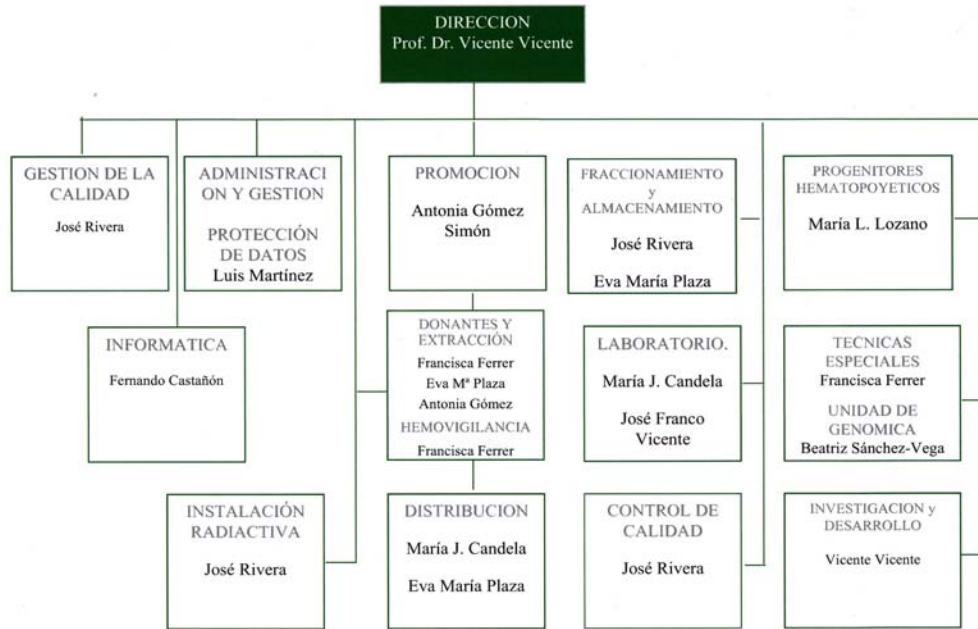 DIRECCION
Prof. Dr. Vicente Vicente
GESTION DE LA
CALIDAD
José Rivera
ADMINISTRACI
ON Y GESTION
PROTECCIÓN
DE DATOS
Luis Martínez
PROMOCION
Antonia Gómez
Simón
FRACCIONAMIENTO
y
ALMACENAMIENTO
José Rivera
Eva María Plaza
PROGENITORES
HEMATOPOYETICOS
María L. Lozano
INFORMATICA
Fernando Castañón
DONANTES Y
EXTRACCIÓN
Francisca Ferrer
Eva Mª Plaza
Antonia Gómez
HEMOVIGILANCIA
Francisca Ferrer
LABORATORIO.
María J. Candela
José Franco
Vicente
TECNICAS
ESPECIALES
Francisca Ferrer
UNIDAD DE
GENOMICA
Beatriz Sánchez-Vega
INSTALACIÓN
RADIACTIVA
José Rivera
DISTRIBUCION
María J. Candela
Eva María Plaza
CONTROL DE
CALIDAD
José Rivera
INVESTIGACION y
DESARROLLO
Vicente Vicente